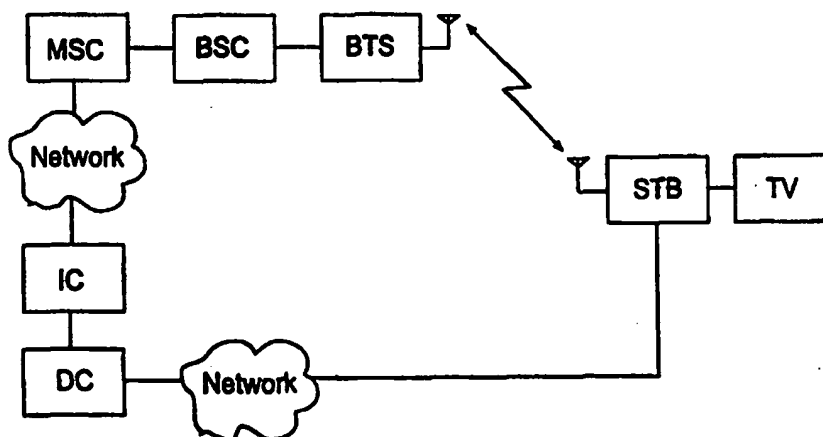 MSC
BSC
BTS
Network
STB
TV
IC
DC
Network